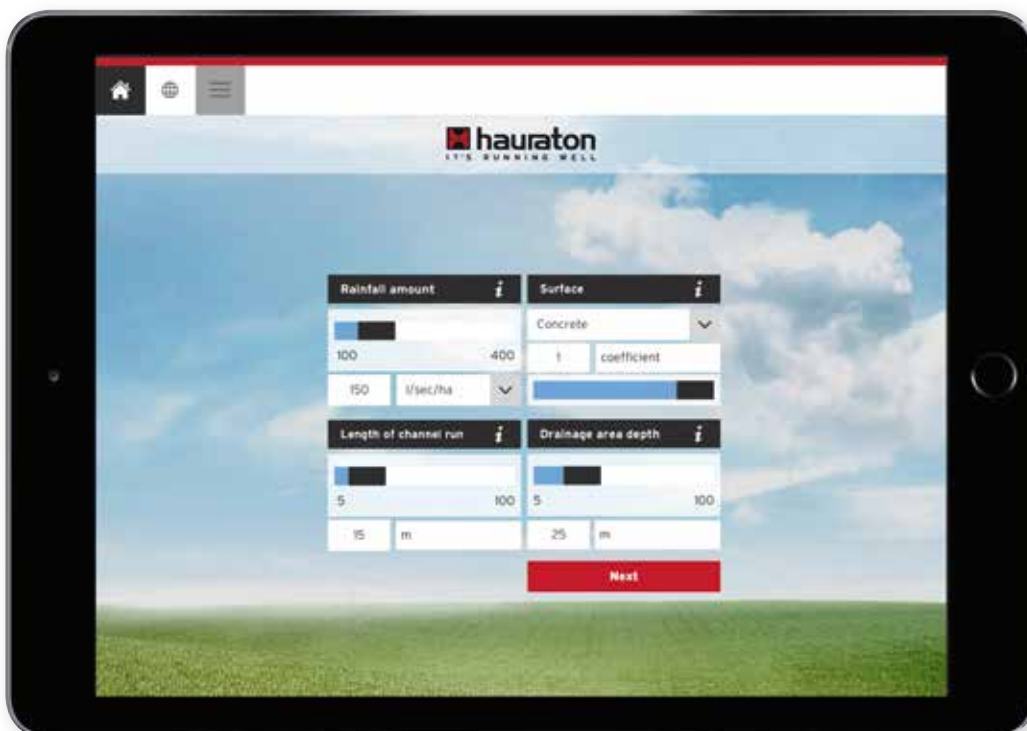 hauraton
IT'S RUNNING WELL
Rainfall amount i
100 400
150 l/sec/ha
Surface i
Concrete
1 coefficient
Length of channel run i
5 100
15 m
Drainage area depth i
5 100
25 m
Next